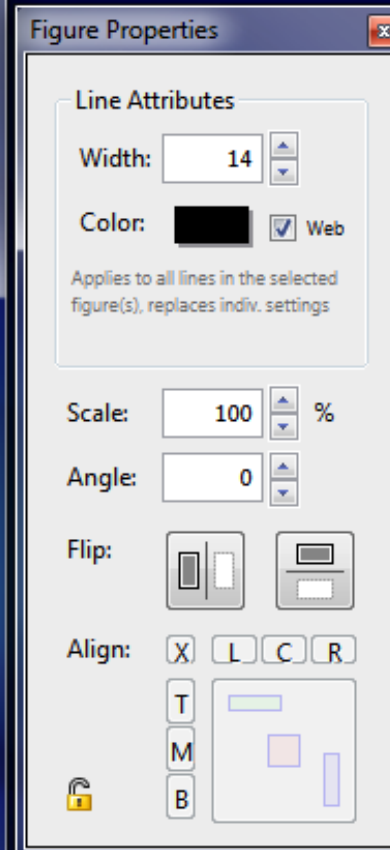 Figure Properties
Line Attributes
Width: 14
Color: Web
Applies to all lines in the selected
figure(s), replaces indiv. settings
Scale: 100 %
Angle: 0
Flip:
Align: X L C R
T
M
B